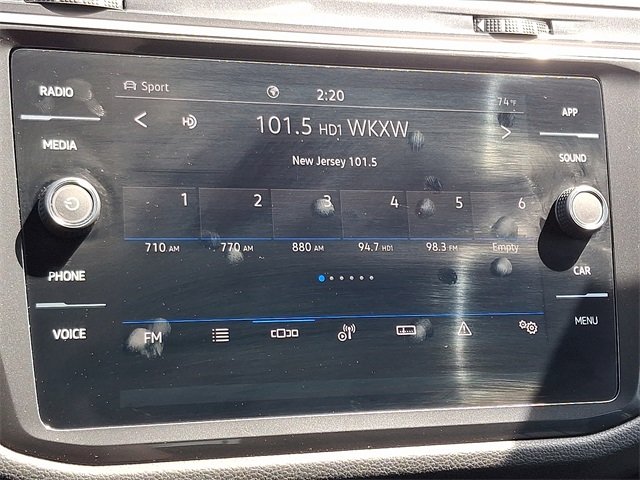 RADIO
MEDIA
PHONE
VOICE
Sport
2:20
74°F
101.5 HD1 WKXW
New Jersey 101.5
1 2 3 4 5 6
710 AM 770 AM 880 AM 94.7 HD1 98.3 FM Empty
FM
APP
SOUND
CAR
MENU